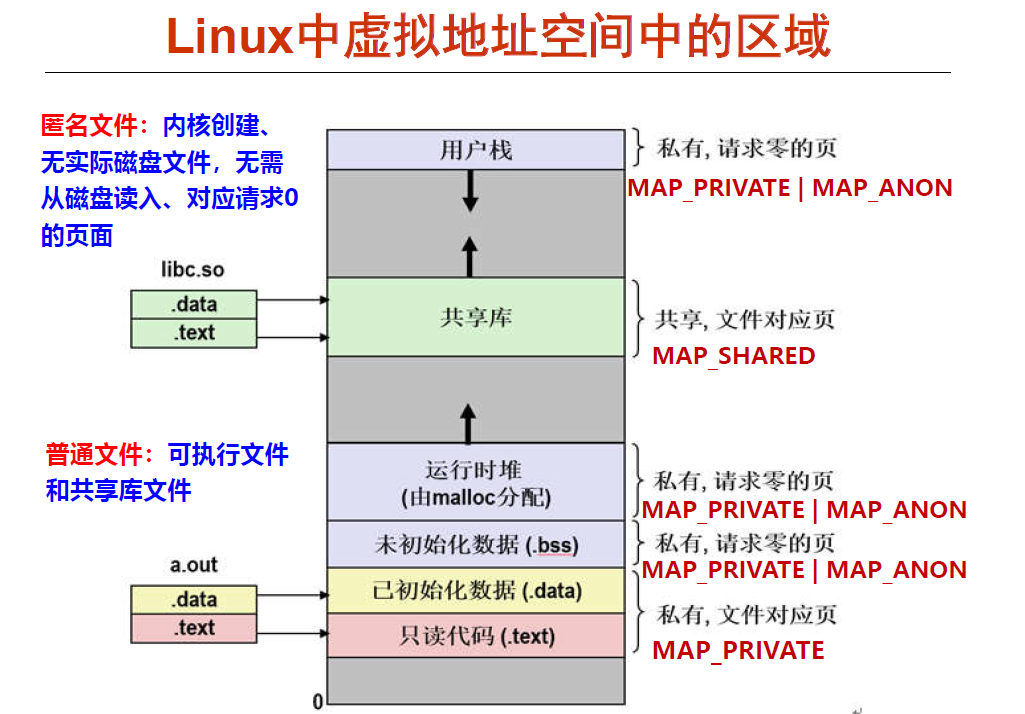 Linux中虚拟地址空间中的区域
匿名文件：内核创建、
无实际磁盘文件，无需
从磁盘读入、对应请求0
的页面
用户栈
私有, 请求零的页
MAP_PRIVATE | MAP_ANON
libc.so
.data
.text
共享库
共享, 文件对应页
MAP_SHARED
普通文件：可执行文件
和共享库文件
运行时堆
(由malloc分配)
私有, 请求零的页
MAP_PRIVATE | MAP_ANON
未初始化数据 (.bss)
私有, 请求零的页
MAP_PRIVATE | MAP_ANON
a.out
.data
.text
已初始化数据 (.data)
只读代码 (.text)
私有, 文件对应页
MAP_PRIVATE
0